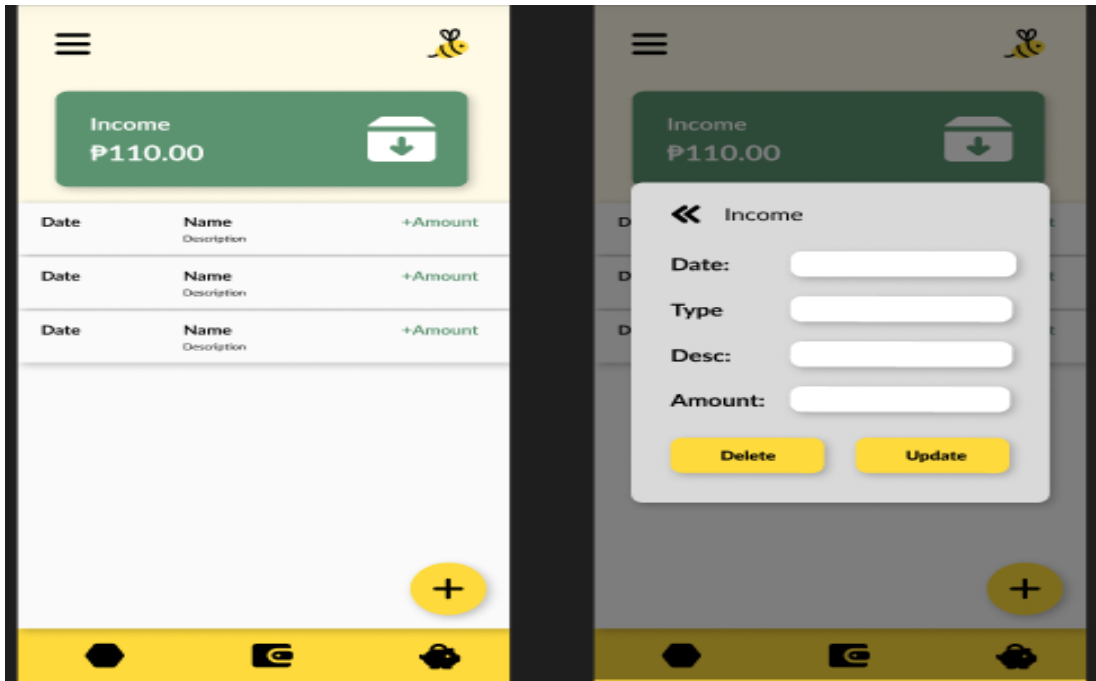 Income
₱110.00
Date Name +Amount
Description
Date Name +Amount
Description
Date Name +Amount
Description
Income
₱110.00
D t
D
D t
Income
Date:
Type
Desc:
Amount:
Delete Update